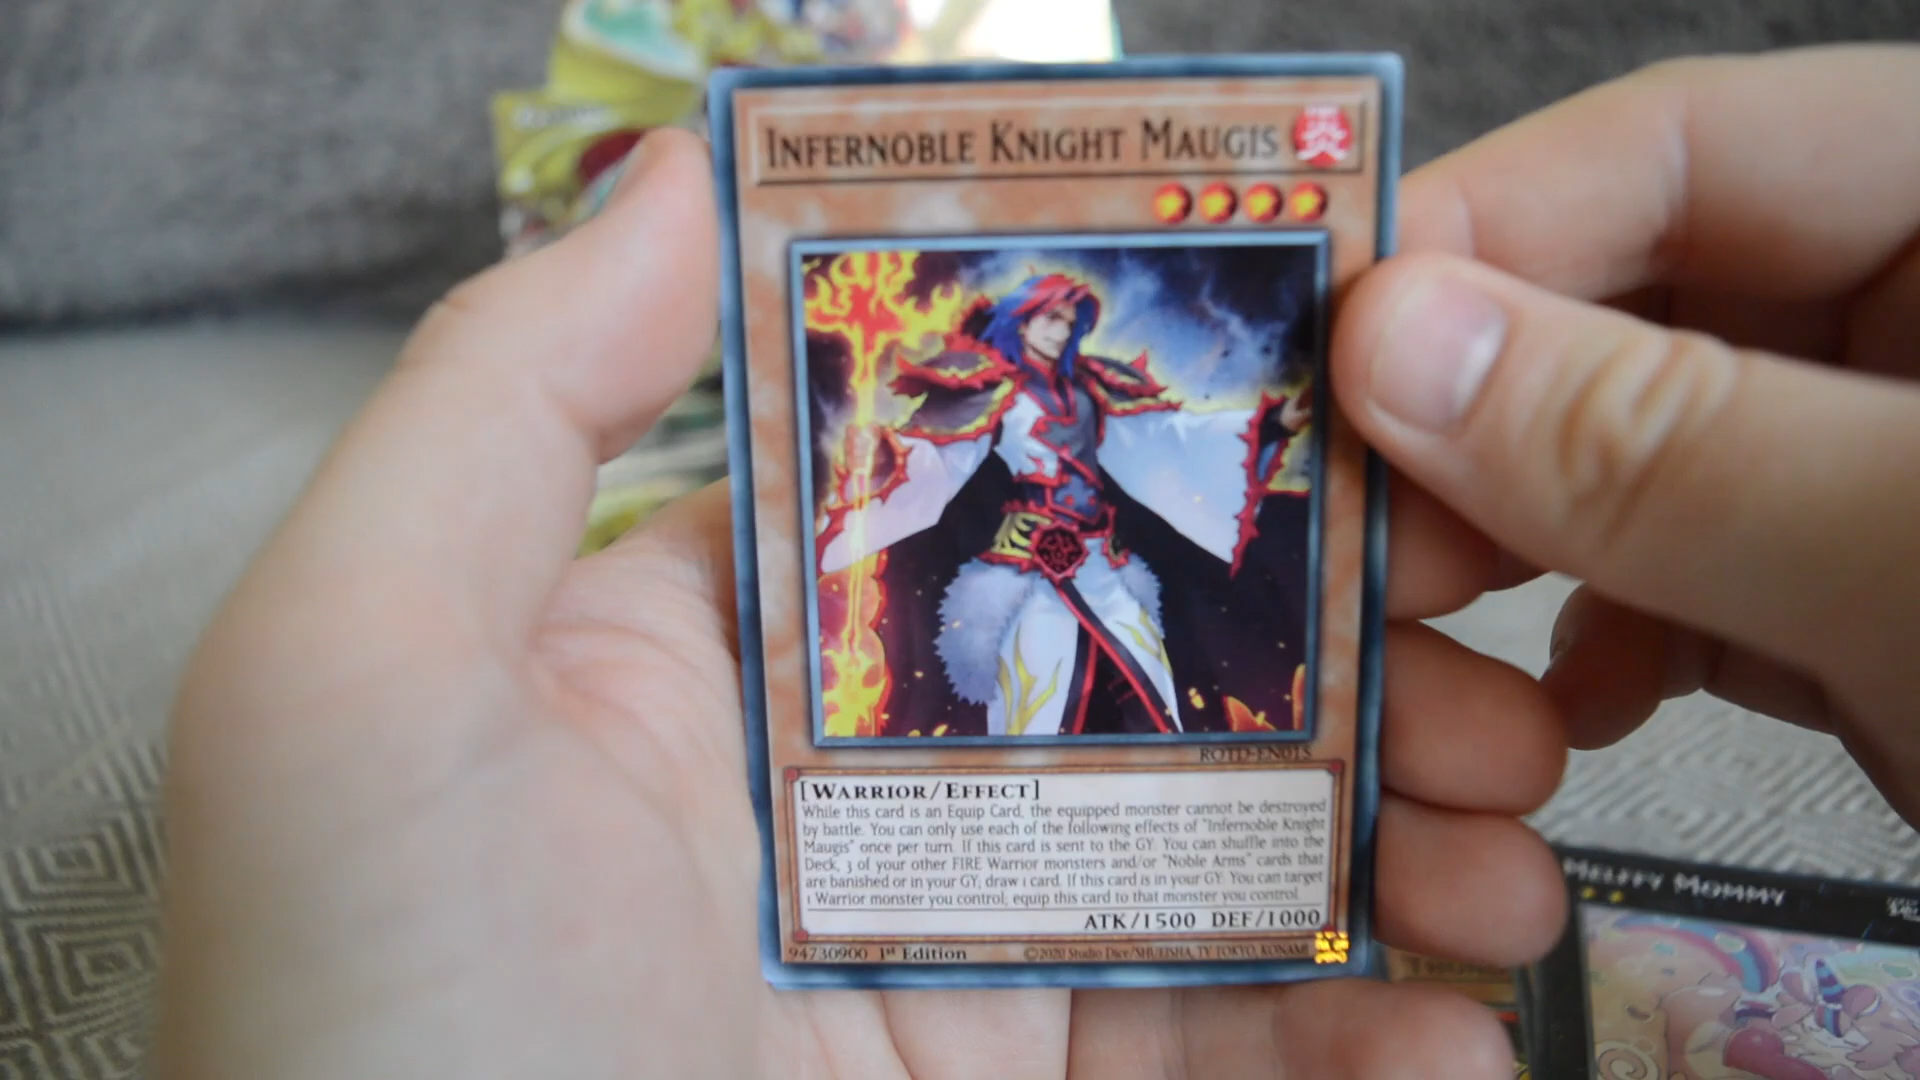 INFERNOBLE KNIGHT MAUGIS 炎
ROTD-EN015
[WARRIOR/EFFECT]
While this card is an Equip Card, the equipped monster cannot be destroyed
by battle. You can only use each of the following effects of "Infernoble Knight
Maugis" once per turn. If this card is sent to the GY: You can shuffle into the
Deck, 3 of your other FIRE Warrior monsters and/or "Noble Arms" cards that
are banished or in your GY; draw 1 card. If this card is in your GY: You can target
1 Warrior monster you control; equip this card to that monster you control.
ATK/1500 DEF/1000
94730900 1st Edition ©2020 Studio Dice/SHUEISHA, TV TOKYO, KONAMI